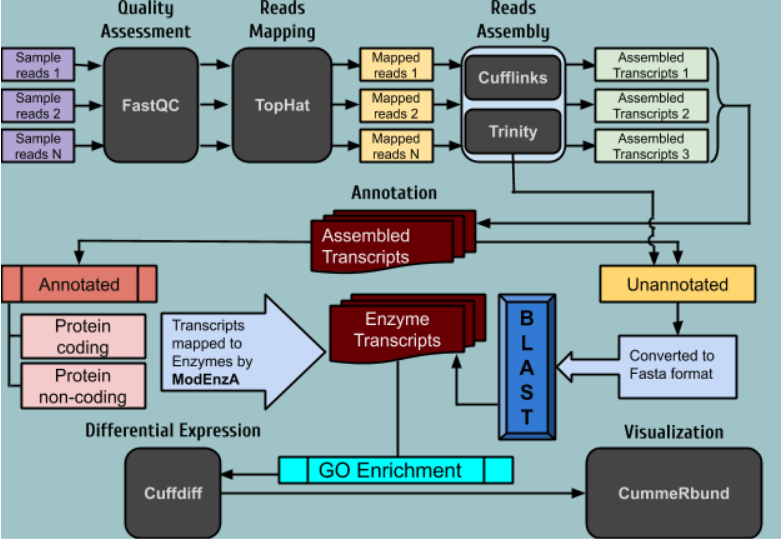 Quality
Assessment
Reads
Mapping
Reads
Assembly
Sample
reads 1
Sample
reads 2
Sample
reads N
FastQC
TopHat
Mapped
reads 1
Mapped
reads 2
Mapped
reads N
Cufflinks
Trinity
Assembled
Transcripts 1
Assembled
Transcripts 2
Assembled
Transcripts 3
Annotation
Assembled
Transcripts
Annotated
Unannotated
Protein
coding
Protein
non-coding
Transcripts
mapped to
Enzymes by
ModEnzA
Enzyme
Transcripts
B
L
A
S
T
Converted to
Fasta format
Differential Expression
Visualization
GO Enrichment
Cuffdiff
CummeRbund